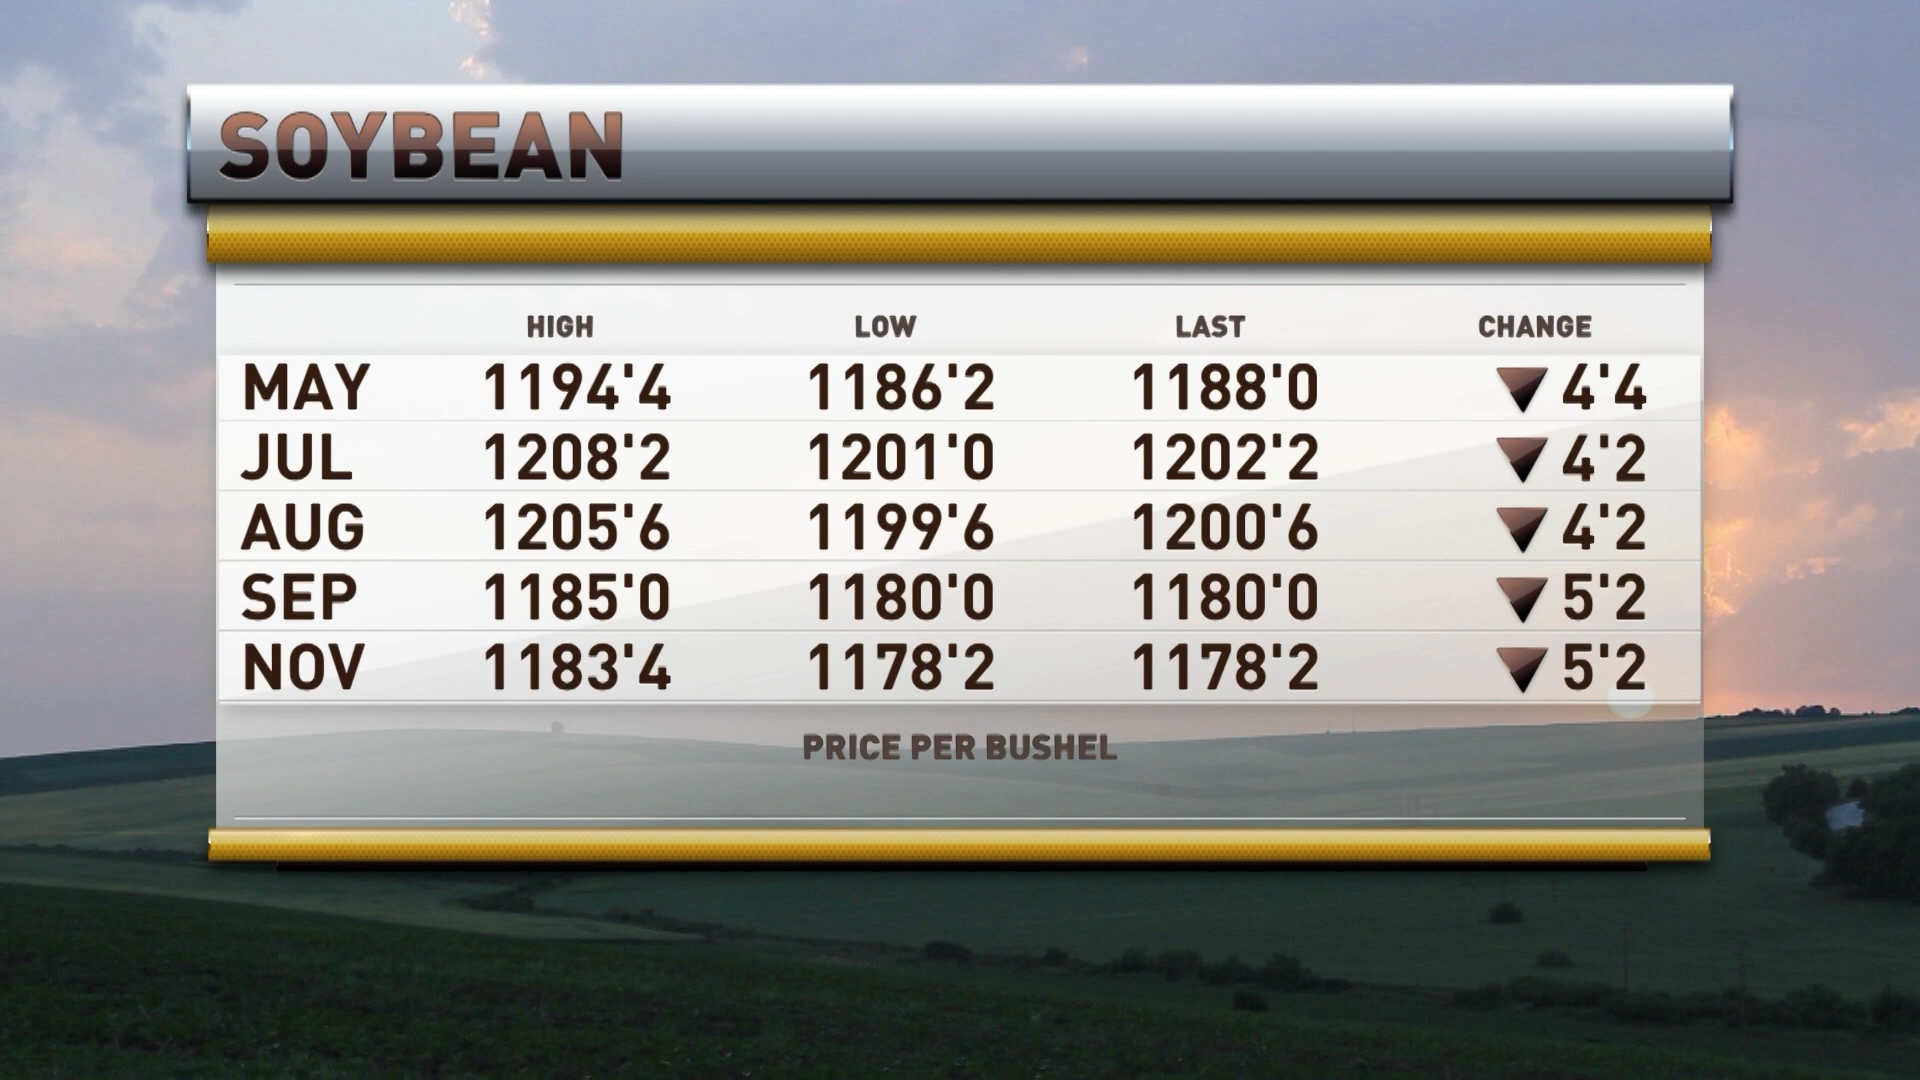 SOYBEAN
HIGH LOW LAST CHANGE
MAY 1194'4 1186'2 1188'0 ▼ 4'4
JUL 1208'2 1201'0 1202'2 ▼ 4'2
AUG 1205'6 1199'6 1200'6 ▼ 4'2
SEP 1185'0 1180'0 1180'0 ▼ 5'2
NOV 1183'4 1178'2 1178'2 ▼ 5'2
PRICE PER BUSHEL